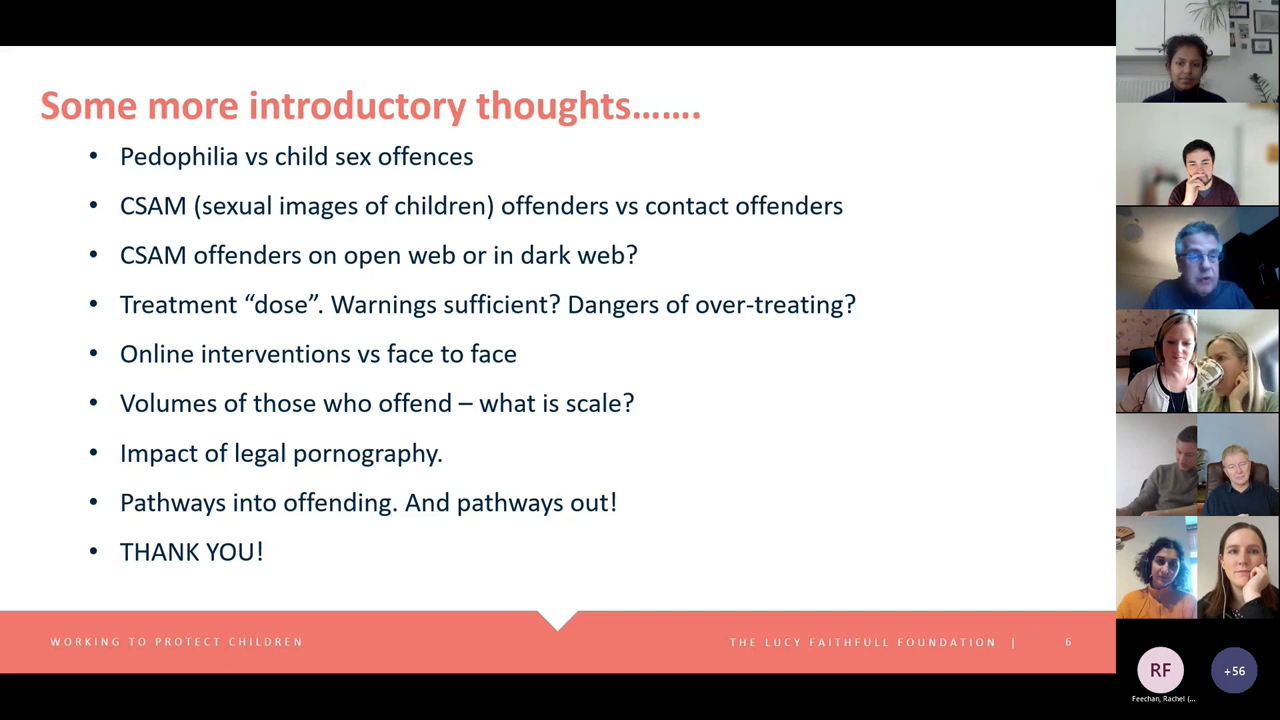 Some more introductory thoughts…….
• Pedophilia vs child sex offences
• CSAM (sexual images of children) offenders vs contact offenders
• CSAM offenders on open web or in dark web?
• Treatment “dose”. Warnings sufficient? Dangers of over-treating?
• Online interventions vs face to face
• Volumes of those who offend – what is scale?
• Impact of legal pornography.
• Pathways into offending. And pathways out!
• THANK YOU!
WORKING TO PROTECT CHILDREN
THE LUCY FAITHFULL FOUNDATION |
6
RF
+56
Feechan, Rachel (...